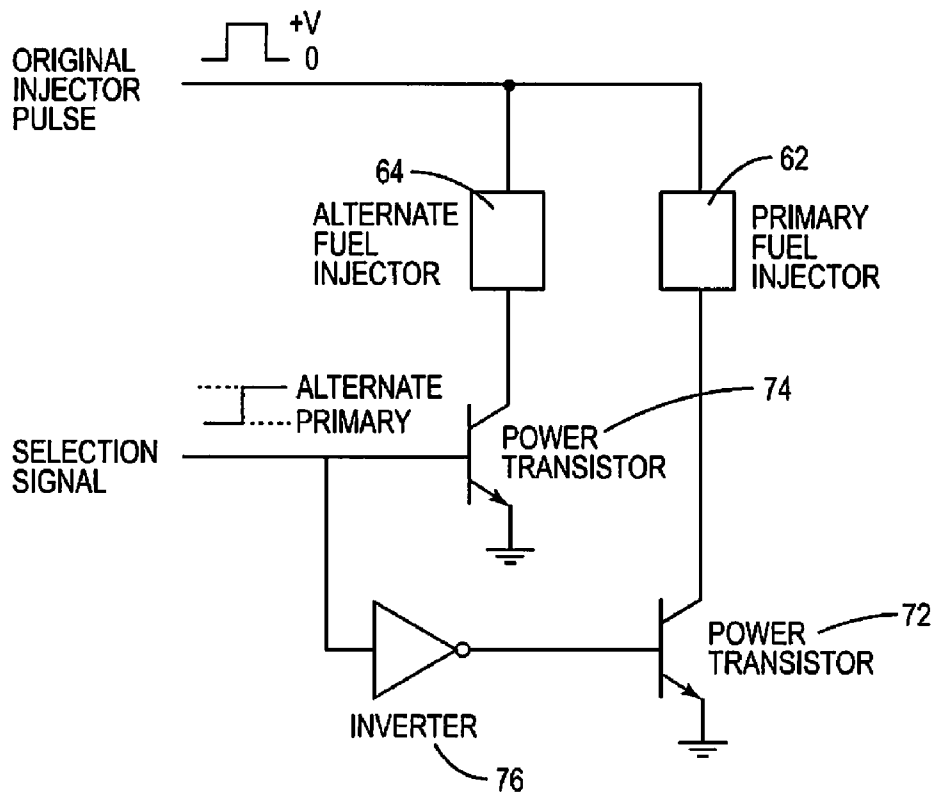 +V
0
ORIGINAL
INJECTOR
PULSE
64
62
ALTERNATE
FUEL
INJECTOR
PRIMARY
FUEL
INJECTOR
ALTERNATE
PRIMARY
74
SELECTION
SIGNAL
POWER
TRANSISTOR
72
POWER
TRANSISTOR
INVERTER
76